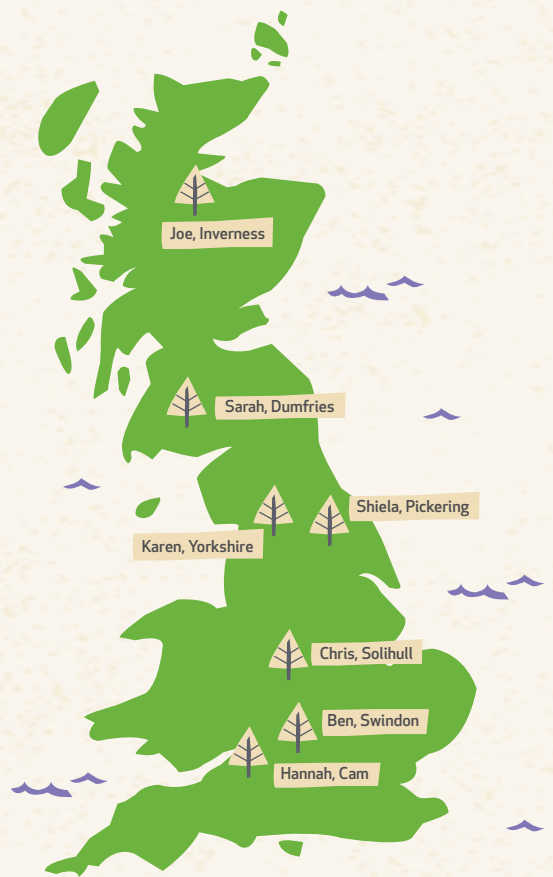 Joe, Inverness
Sarah, Dumfries
Shiela, Pickering
Karen, Yorkshire
Chris, Solihull
Ben, Swindon
Hannah, Cam